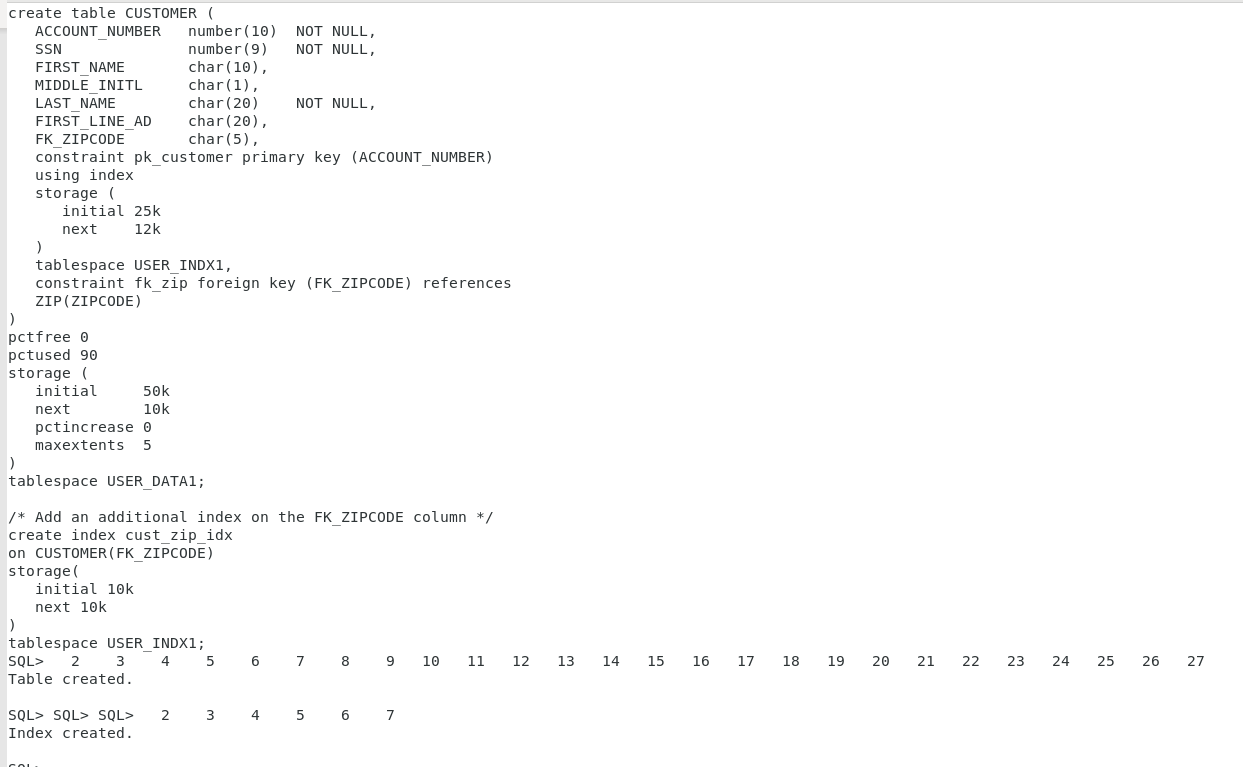 create table CUSTOMER (
   ACCOUNT_NUMBER   number(10)  NOT NULL,
   SSN              number(9)   NOT NULL,
   FIRST_NAME       char(10),
   MIDDLE_INITL     char(1),
   LAST_NAME        char(20)    NOT NULL,
   FIRST_LINE_AD    char(20),
   FK_ZIPCODE       char(5),
   constraint pk_customer primary key (ACCOUNT_NUMBER)
   using index
   storage (
      initial 25k
      next    12k
   )
   tablespace USER_INDX1,
   constraint fk_zip foreign key (FK_ZIPCODE) references
   ZIP(ZIPCODE)
)
pctfree 0
pctused 90
storage (
   initial     50k
   next        10k
   pctincrease 0
   maxextents  5
)
tablespace USER_DATA1;

/* Add an additional index on the FK_ZIPCODE column */
create index cust_zip_idx
on CUSTOMER(FK_ZIPCODE)
storage(
   initial 10k
   next 10k
)
tablespace USER_INDX1;
SQL>   2    3    4    5    6    7    8    9   10   11   12   13   14   15   16   17   18   19   20   21   22   23   24   25   26   27
Table created.

SQL> SQL> SQL>   2    3    4    5    6    7
Index created.

SQL>